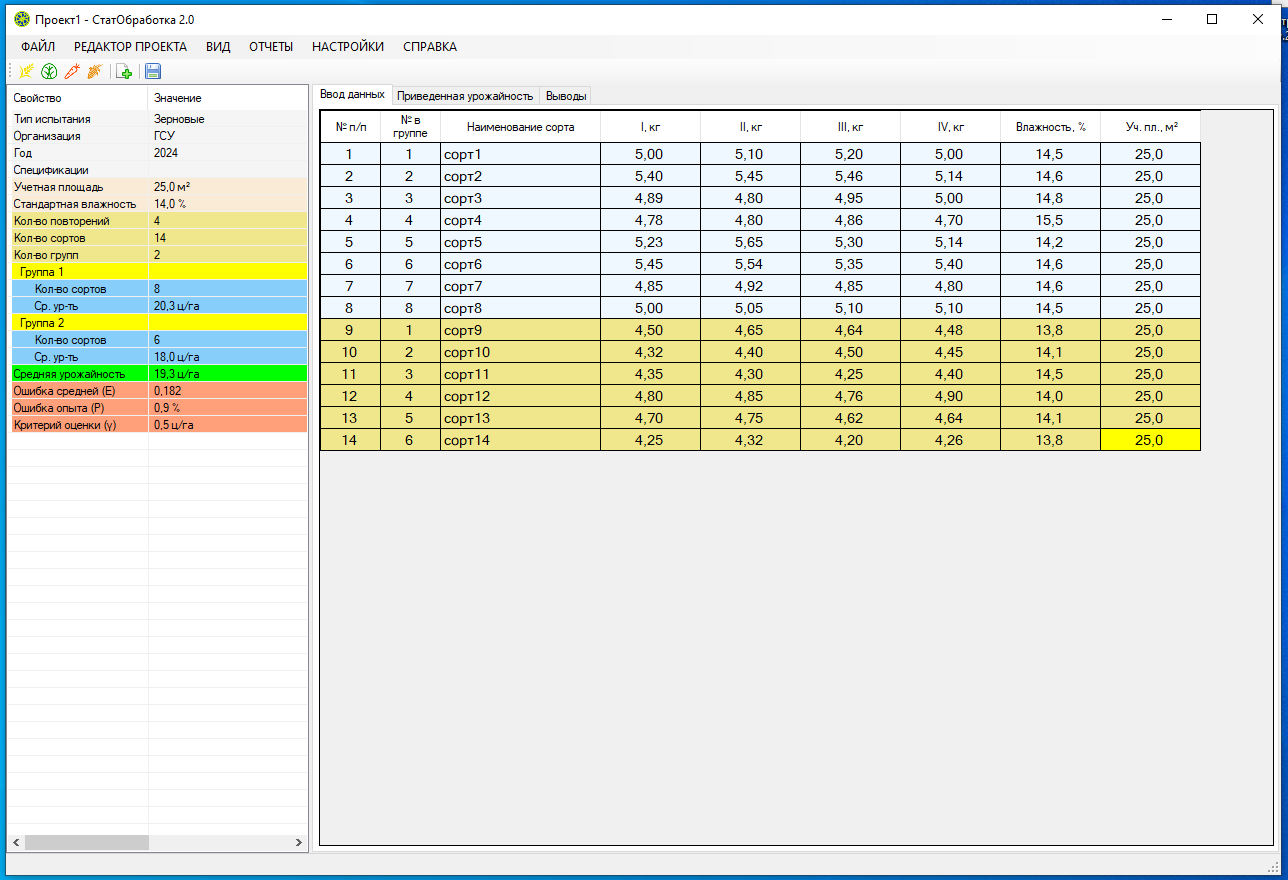 Проект1 - СтатОбработка 2.0
ФАЙЛ РЕДАКТОР ПРОЕКТА ВИД ОТЧЕТЫ НАСТРОЙКИ СПРАВКА
Свойство Значение
Тип испытания Зерновые
Организация ГСУ
Год 2024
Спецификации
Учетная площадь 25,0 м²
Стандартная влажность 14,0 %
Кол-во повторений 4
Кол-во сортов 14
Кол-во групп 2
Группа 1
Кол-во сортов 8
Ср. ур-ть 20,3 ц/га
Группа 2
Кол-во сортов 6
Ср. ур-ть 18,0 ц/га
Средняя урожайность 19,3 ц/га
Ошибка средней (E) 0,182
Ошибка опыта (P) 0,9 %
Критерий оценки (γ) 0,5 ц/га
Ввод данных Приведенная урожайность Выводы
№ п/п № в группе Наименование сорта I, кг II, кг III, кг IV, кг Влажность, % Уч. пл., м²
1 1 сорт1 5,00 5,10 5,20 5,00 14,5 25,0
2 2 сорт2 5,40 5,45 5,46 5,14 14,6 25,0
3 3 сорт3 4,89 4,80 4,95 5,00 14,8 25,0
4 4 сорт4 4,78 4,80 4,86 4,70 15,5 25,0
5 5 сорт5 5,23 5,65 5,30 5,14 14,2 25,0
6 6 сорт6 5,45 5,54 5,35 5,40 14,6 25,0
7 7 сорт7 4,85 4,92 4,85 4,80 14,6 25,0
8 8 сорт8 5,00 5,05 5,10 5,10 14,5 25,0
9 1 сорт9 4,50 4,65 4,64 4,48 13,8 25,0
10 2 сорт10 4,32 4,40 4,50 4,45 14,1 25,0
11 3 сорт11 4,35 4,30 4,25 4,40 14,5 25,0
12 4 сорт12 4,80 4,85 4,76 4,90 14,0 25,0
13 5 сорт13 4,70 4,75 4,62 4,64 14,1 25,0
14 6 сорт14 4,25 4,32 4,20 4,26 13,8 25,0